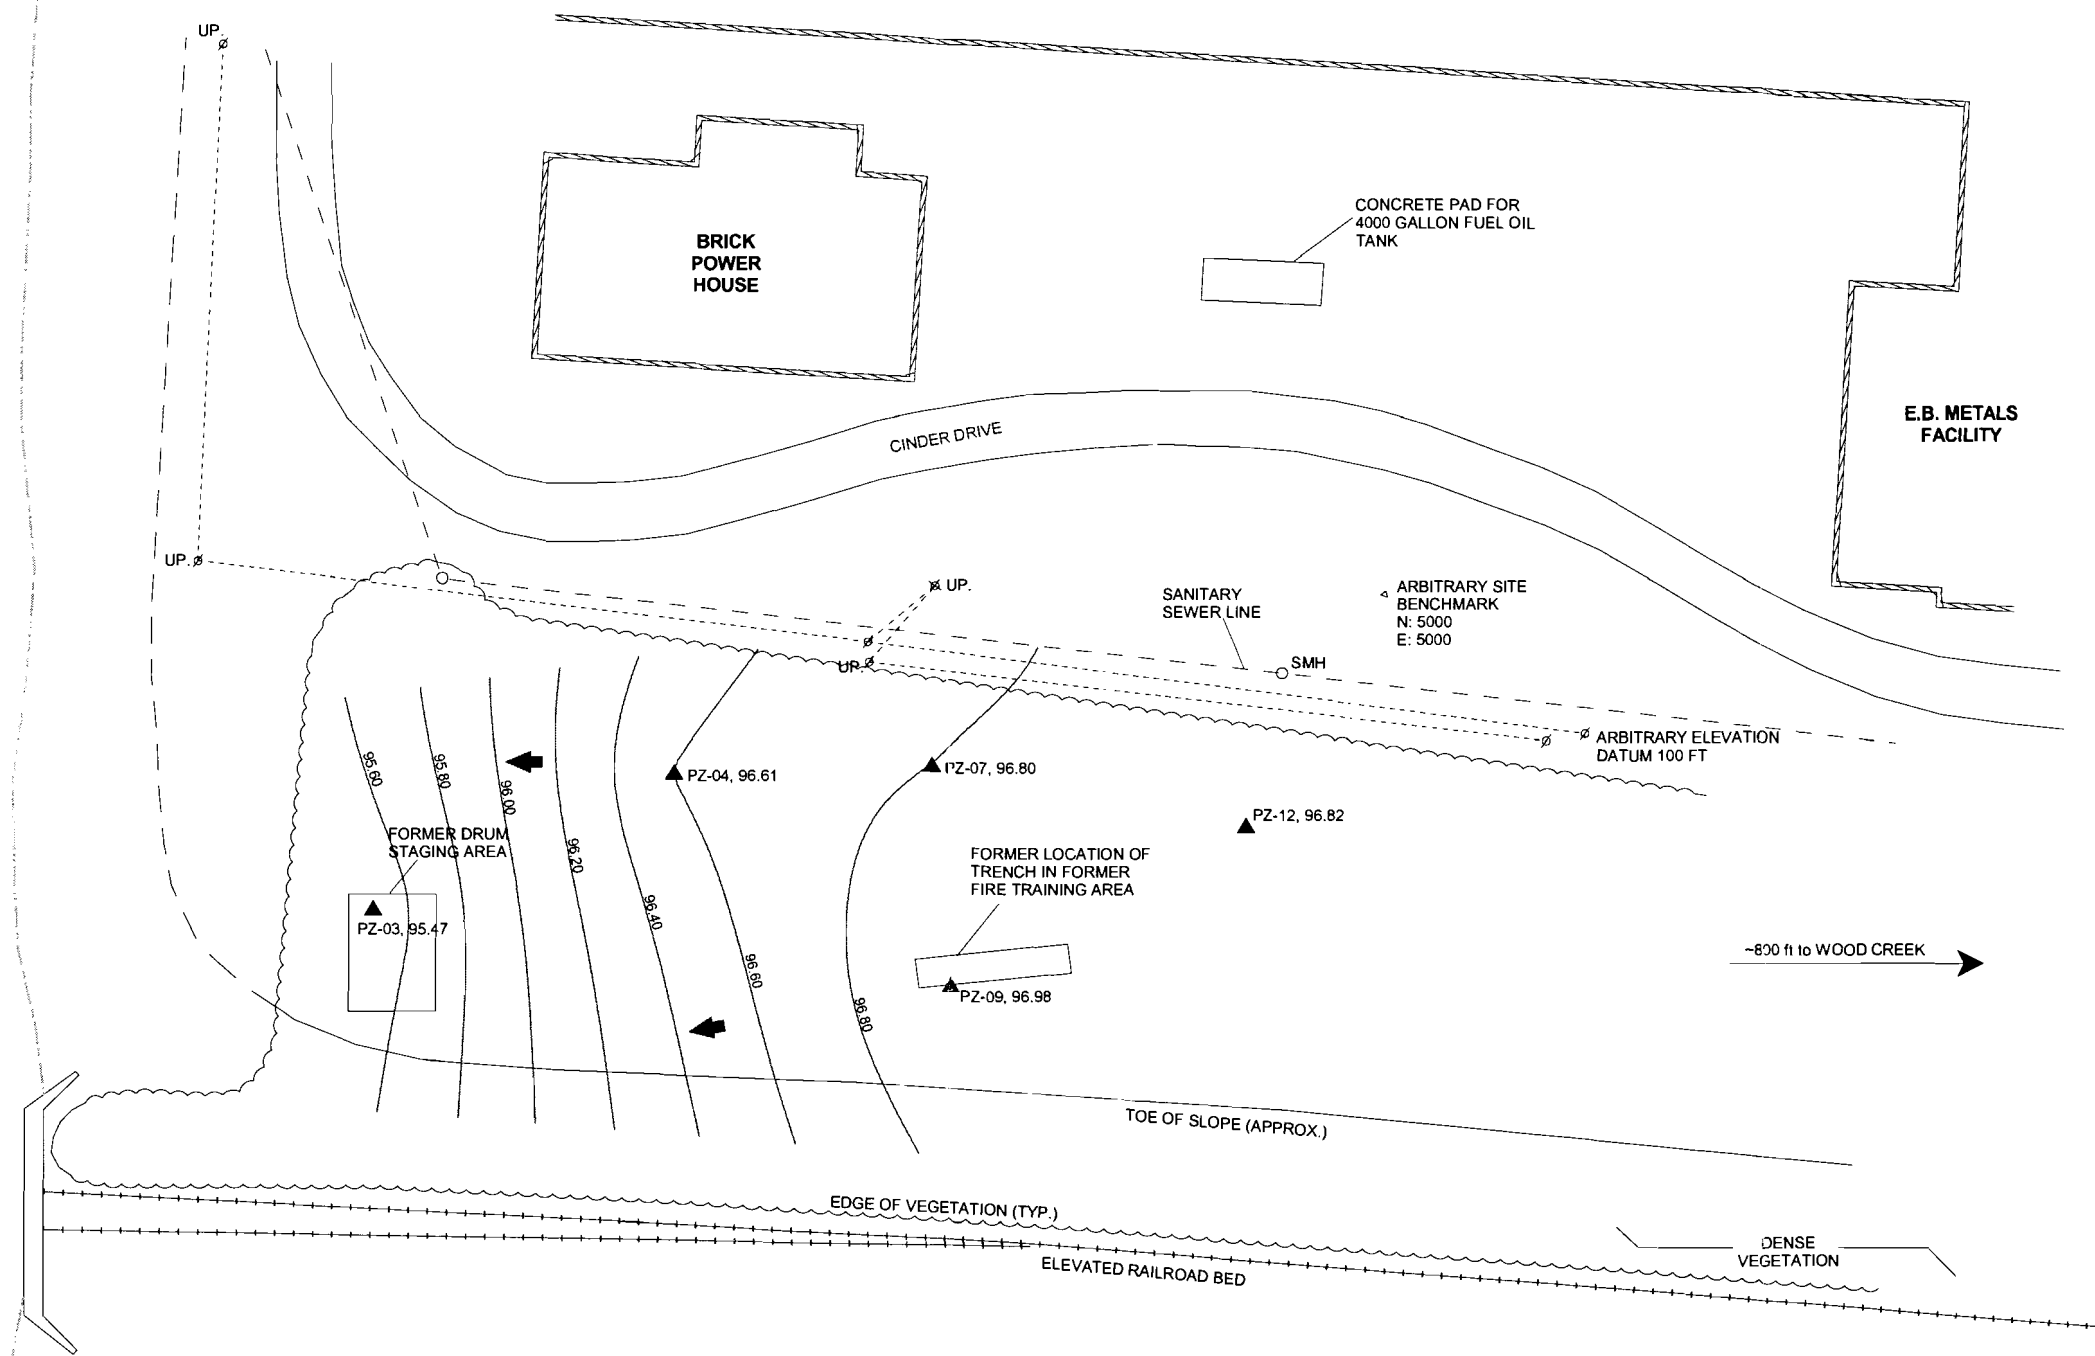 UP.
BRICK
POWER
HOUSE
CONCRETE PAD FOR
4000 GALLON FUEL OIL
TANK
E.B. METALS
FACILITY
CINDER DRIVE
UP.
UP.
SANITARY
SEWER LINE
ARBITRARY SITE
BENCHMARK
N: 5000
E: 5000
UP.
SMH
ARBITRARY ELEVATION
DATUM 100 FT
95.60
95.80
96.00
96.20
96.40
96.60
96.80
PZ-04, 96.61
PZ-07, 96.80
PZ-12, 96.82
FORMER DRUM
STAGING AREA
PZ-03, 95.47
FORMER LOCATION OF
TRENCH IN FORMER
FIRE TRAINING AREA
PZ-09, 96.98
~800 ft to WOOD CREEK
TOE OF SLOPE (APPROX.)
EDGE OF VEGETATION (TYP.)
ELEVATED RAILROAD BED
DENSE
VEGETATION